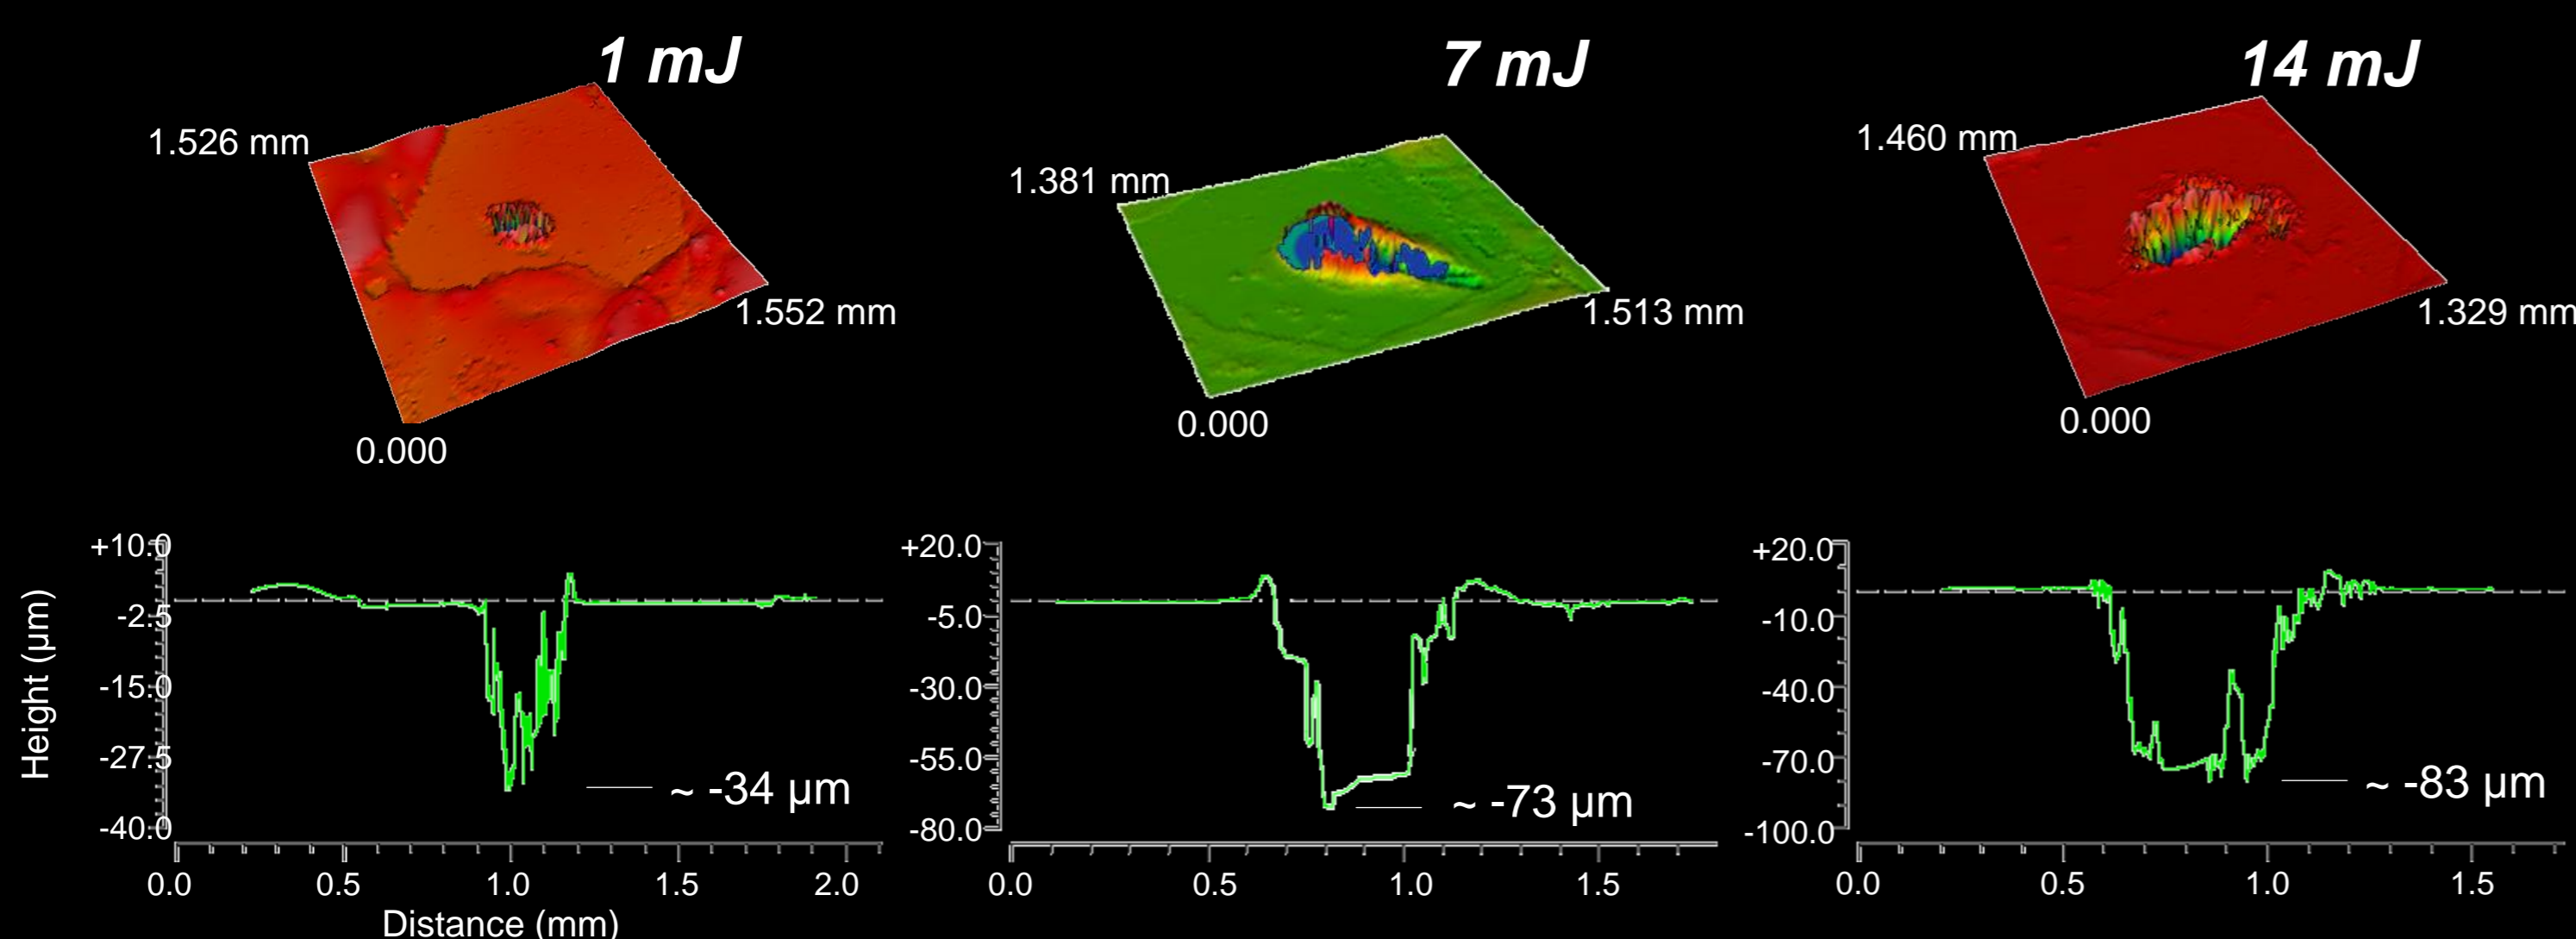 1 mJ
1.526 mm
1.552 mm
0.000
7 mJ
1.381 mm
1.513 mm
0.000
14 mJ
1.460 mm
1.329 mm
0.000
Height (µm)
+10.0
-2.5
-15.0
-27.5
-40.0
~ -34 µm
0.0 0.5 1.0 1.5 2.0
Distance (mm)
+20.0
-5.0
-30.0
-55.0
-80.0
~ -73 µm
0.0 0.5 1.0 1.5
+20.0
-10.0
-40.0
-70.0
-100.0
~ -83 µm
0.0 0.5 1.0 1.5